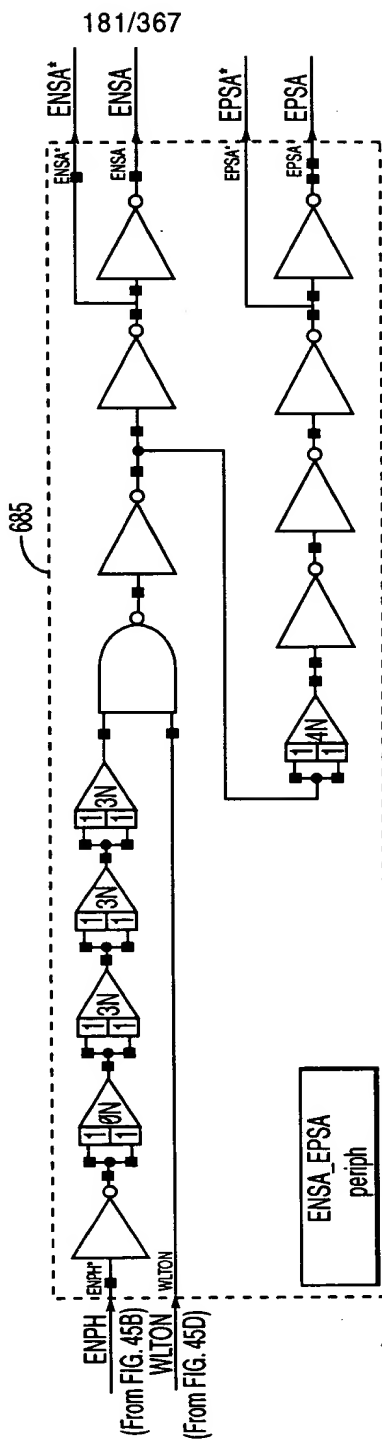 181/367
685
ENSA*
ENSA* ENSA*
ENSA ENSA
EPSA* EPSA*
EPSA EPSA
ENPH ENPH*
(From FIG. 45B)
WLTON WLTON
(From FIG. 45D)
1 1 ØN
1 1 3N
1 1 3N
1 1 3N
1 1 4N
ENSA_EPSA
periph